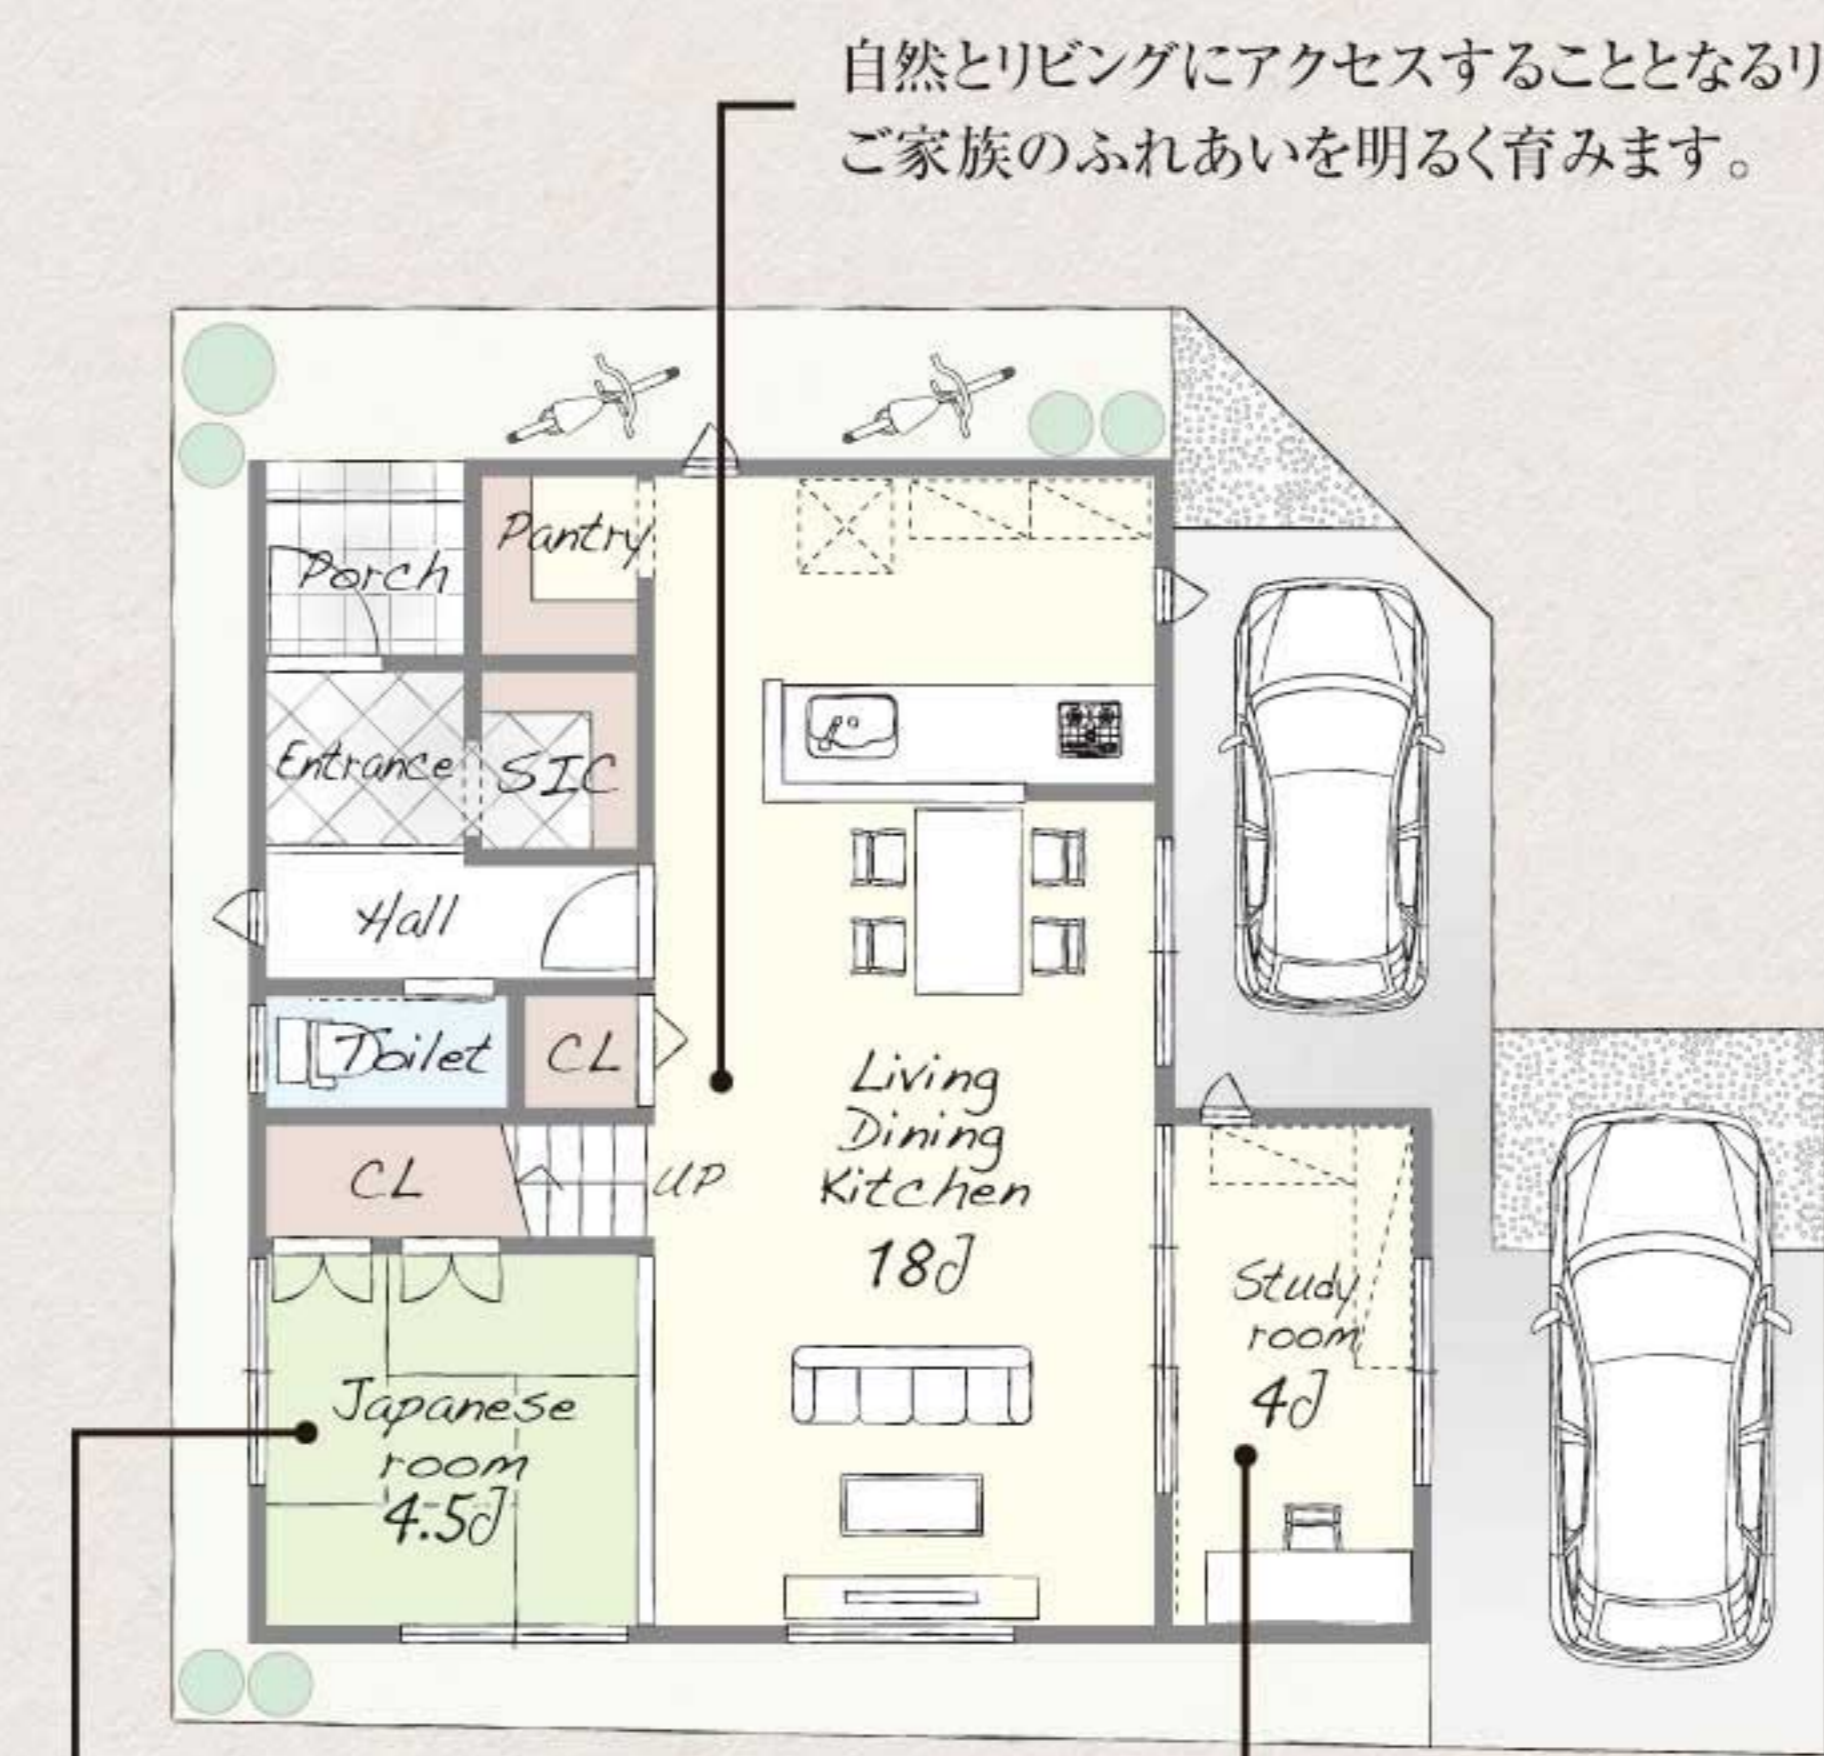 自然とリビングにアクセスすることとなるリ
ご家族のふれあいを明るく育みます。
Pantry
Porch
Entrance
SIC
Hall
Toilet
CL
Living
Dining
Kitchen
18J
CL
UP
Study
room
4J
Japanese
room
4.5J